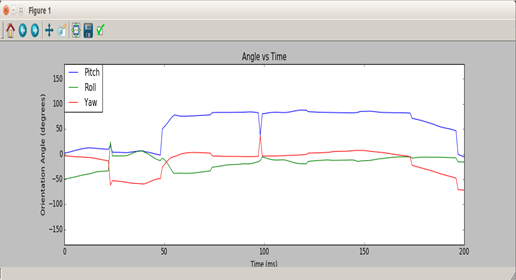 Figure 1
Angle vs Time
Pitch
Roll
Yaw
Orientation Angle (degrees)
150
100
50
0
−50
−100
−150
0
50
100
150
200
Time (ms)